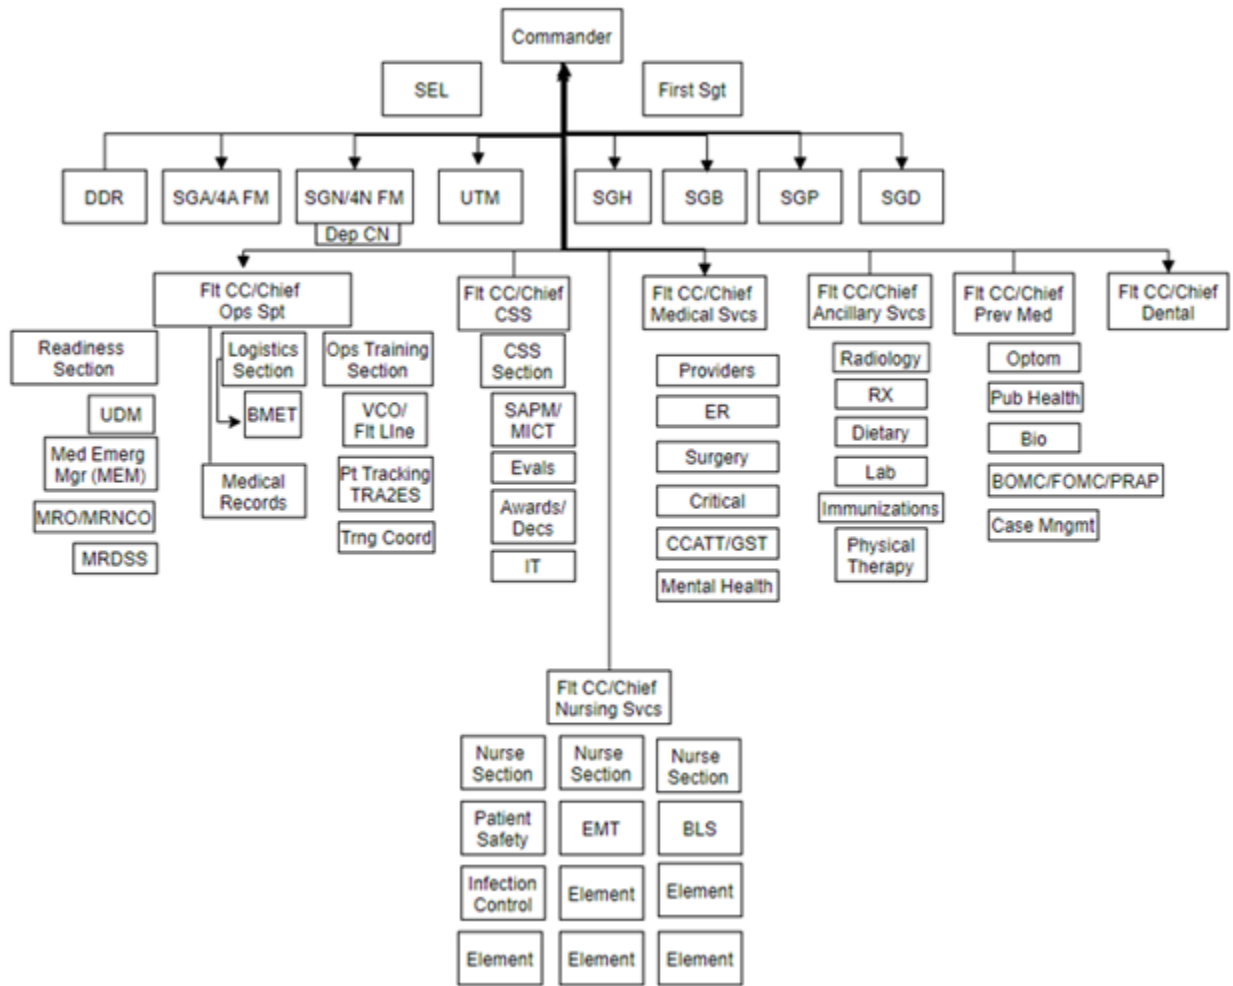 Commander
SEL
First Sgt
DDR
SGA/4A FM
SGN/4N FM
UTM
SGH
SGB
SGP
SGD
Dep CN
Flt CC/Chief
Ops Spt
Flt CC/Chief
CSS
Flt CC/Chief
Medical Svcs
Flt CC/Chief
Ancillary Svcs
Flt CC/Chief
Prev Med
Flt CC/Chief
Dental
Readiness
Section
UDM
Med Emerg
Mgr (MEM)
MRO/MRNCO
MRDSS
Logistics
Section
BMET
Medical
Records
Ops Training
Section
VCO/
Flt LIne
Pt Tracking
TRA2ES
Trng Coord
CSS
Section
SAPM/
MICT
Evals
Awards/
Decs
IT
Providers
ER
Surgery
Critical
CCATT/GST
Mental Health
Radiology
RX
Dietary
Lab
Immunizations
Physical
Therapy
Optom
Pub Health
Bio
BOMC/FOMC/PRAP
Case Mngmt
Flt CC/Chief
Nursing Svcs
Nurse
Section
Nurse
Section
Nurse
Section
Patient
Safety
EMT
BLS
Infection
Control
Element
Element
Element
Element
Element